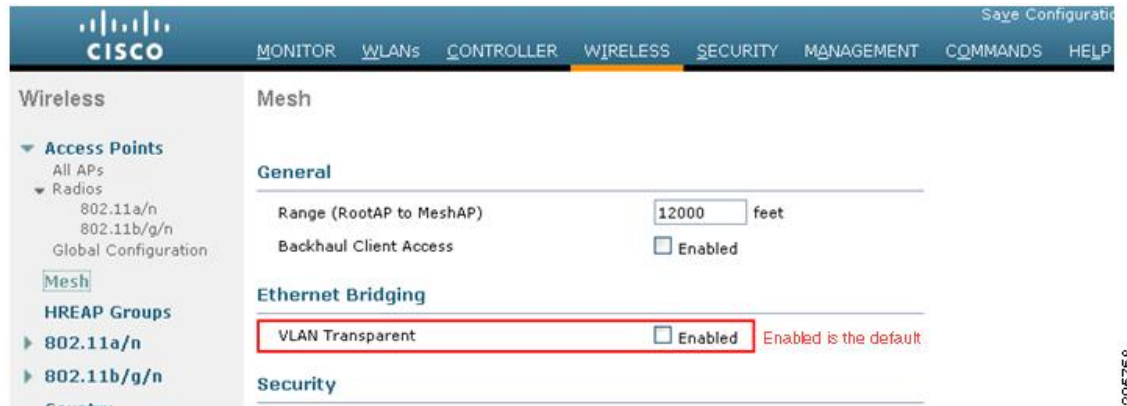 Save Configuratio
CISCO
MONITOR WLANs CONTROLLER WIRELESS SECURITY MANAGEMENT COMMANDS HELP
Wireless
Access Points
All APs
Radios
802.11a/n
802.11b/g/n
Global Configuration
Mesh
HREAP Groups
802.11a/n
802.11b/g/n
Mesh
General
Range (RootAP to MeshAP) 12000 feet
Backhaul Client Access Enabled
Ethernet Bridging
VLAN Transparent Enabled Enabled is the default
Security